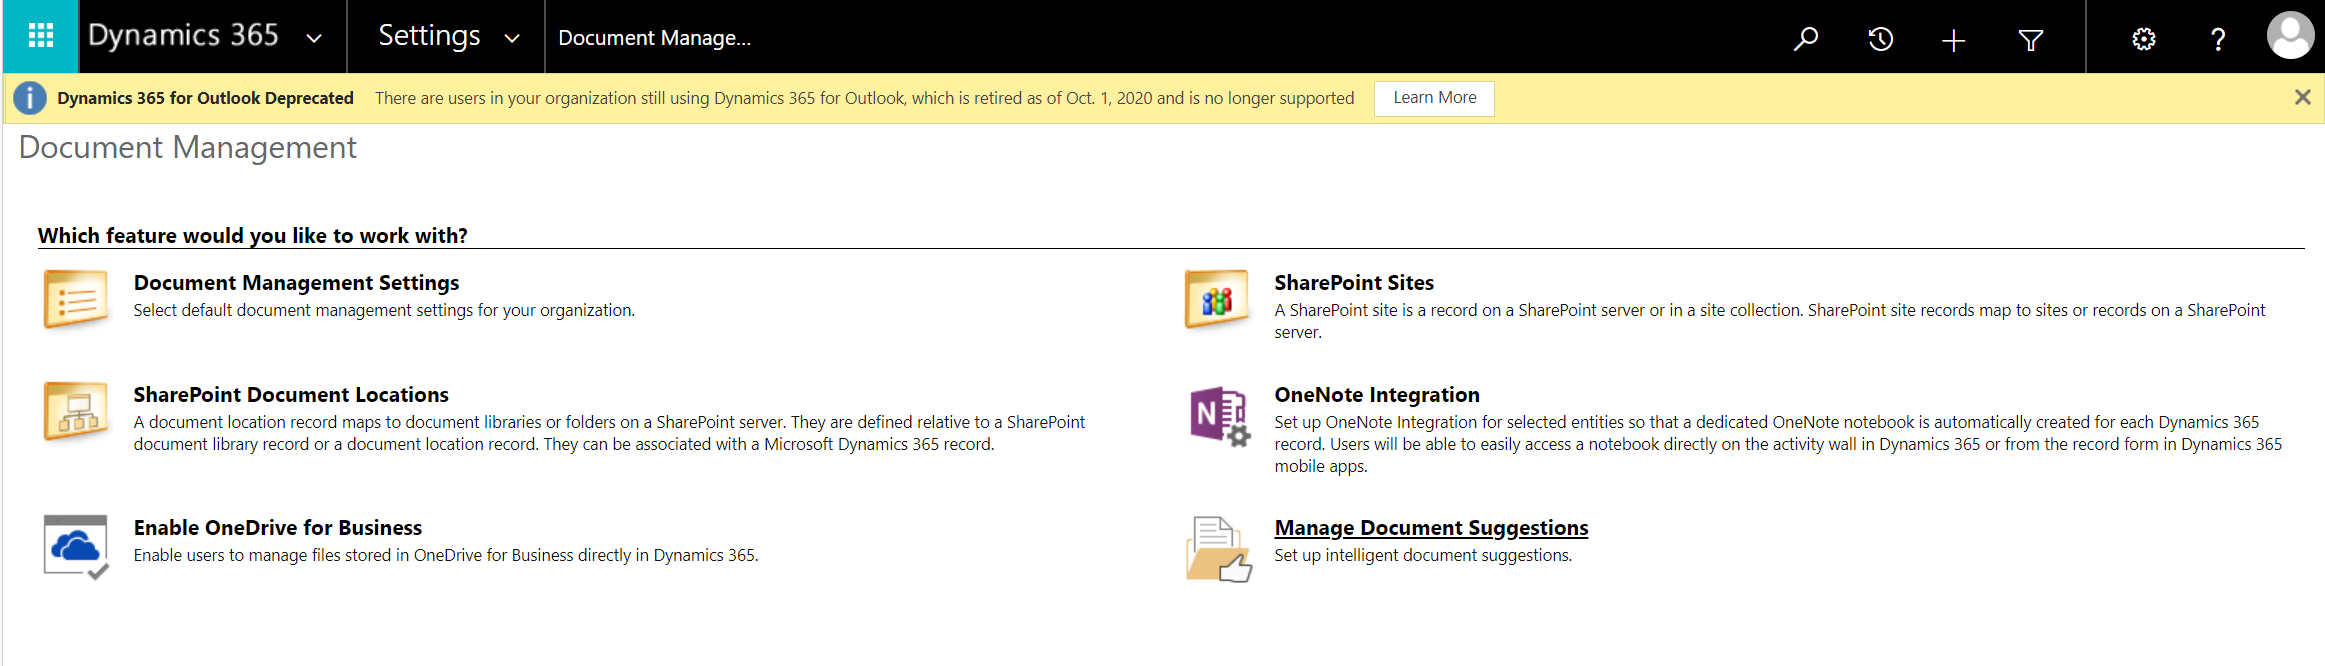 Dynamics 365
Settings
Document Manage...
Dynamics 365 for Outlook Deprecated There are users in your organization still using Dynamics 365 for Outlook, which is retired as of Oct. 1, 2020 and is no longer supported Learn More
Document Management
Which feature would you like to work with?
Document Management Settings
Select default document management settings for your organization.
SharePoint Sites
A SharePoint site is a record on a SharePoint server or in a site collection. SharePoint site records map to sites or records on a SharePoint
server.
SharePoint Document Locations
A document location record maps to document libraries or folders on a SharePoint server. They are defined relative to a SharePoint
document library record or a document location record. They can be associated with a Microsoft Dynamics 365 record.
OneNote Integration
Set up OneNote Integration for selected entities so that a dedicated OneNote notebook is automatically created for each Dynamics 365
record. Users will be able to easily access a notebook directly on the activity wall in Dynamics 365 or from the record form in Dynamics 365
mobile apps.
Enable OneDrive for Business
Enable users to manage files stored in OneDrive for Business directly in Dynamics 365.
Manage Document Suggestions
Set up intelligent document suggestions.